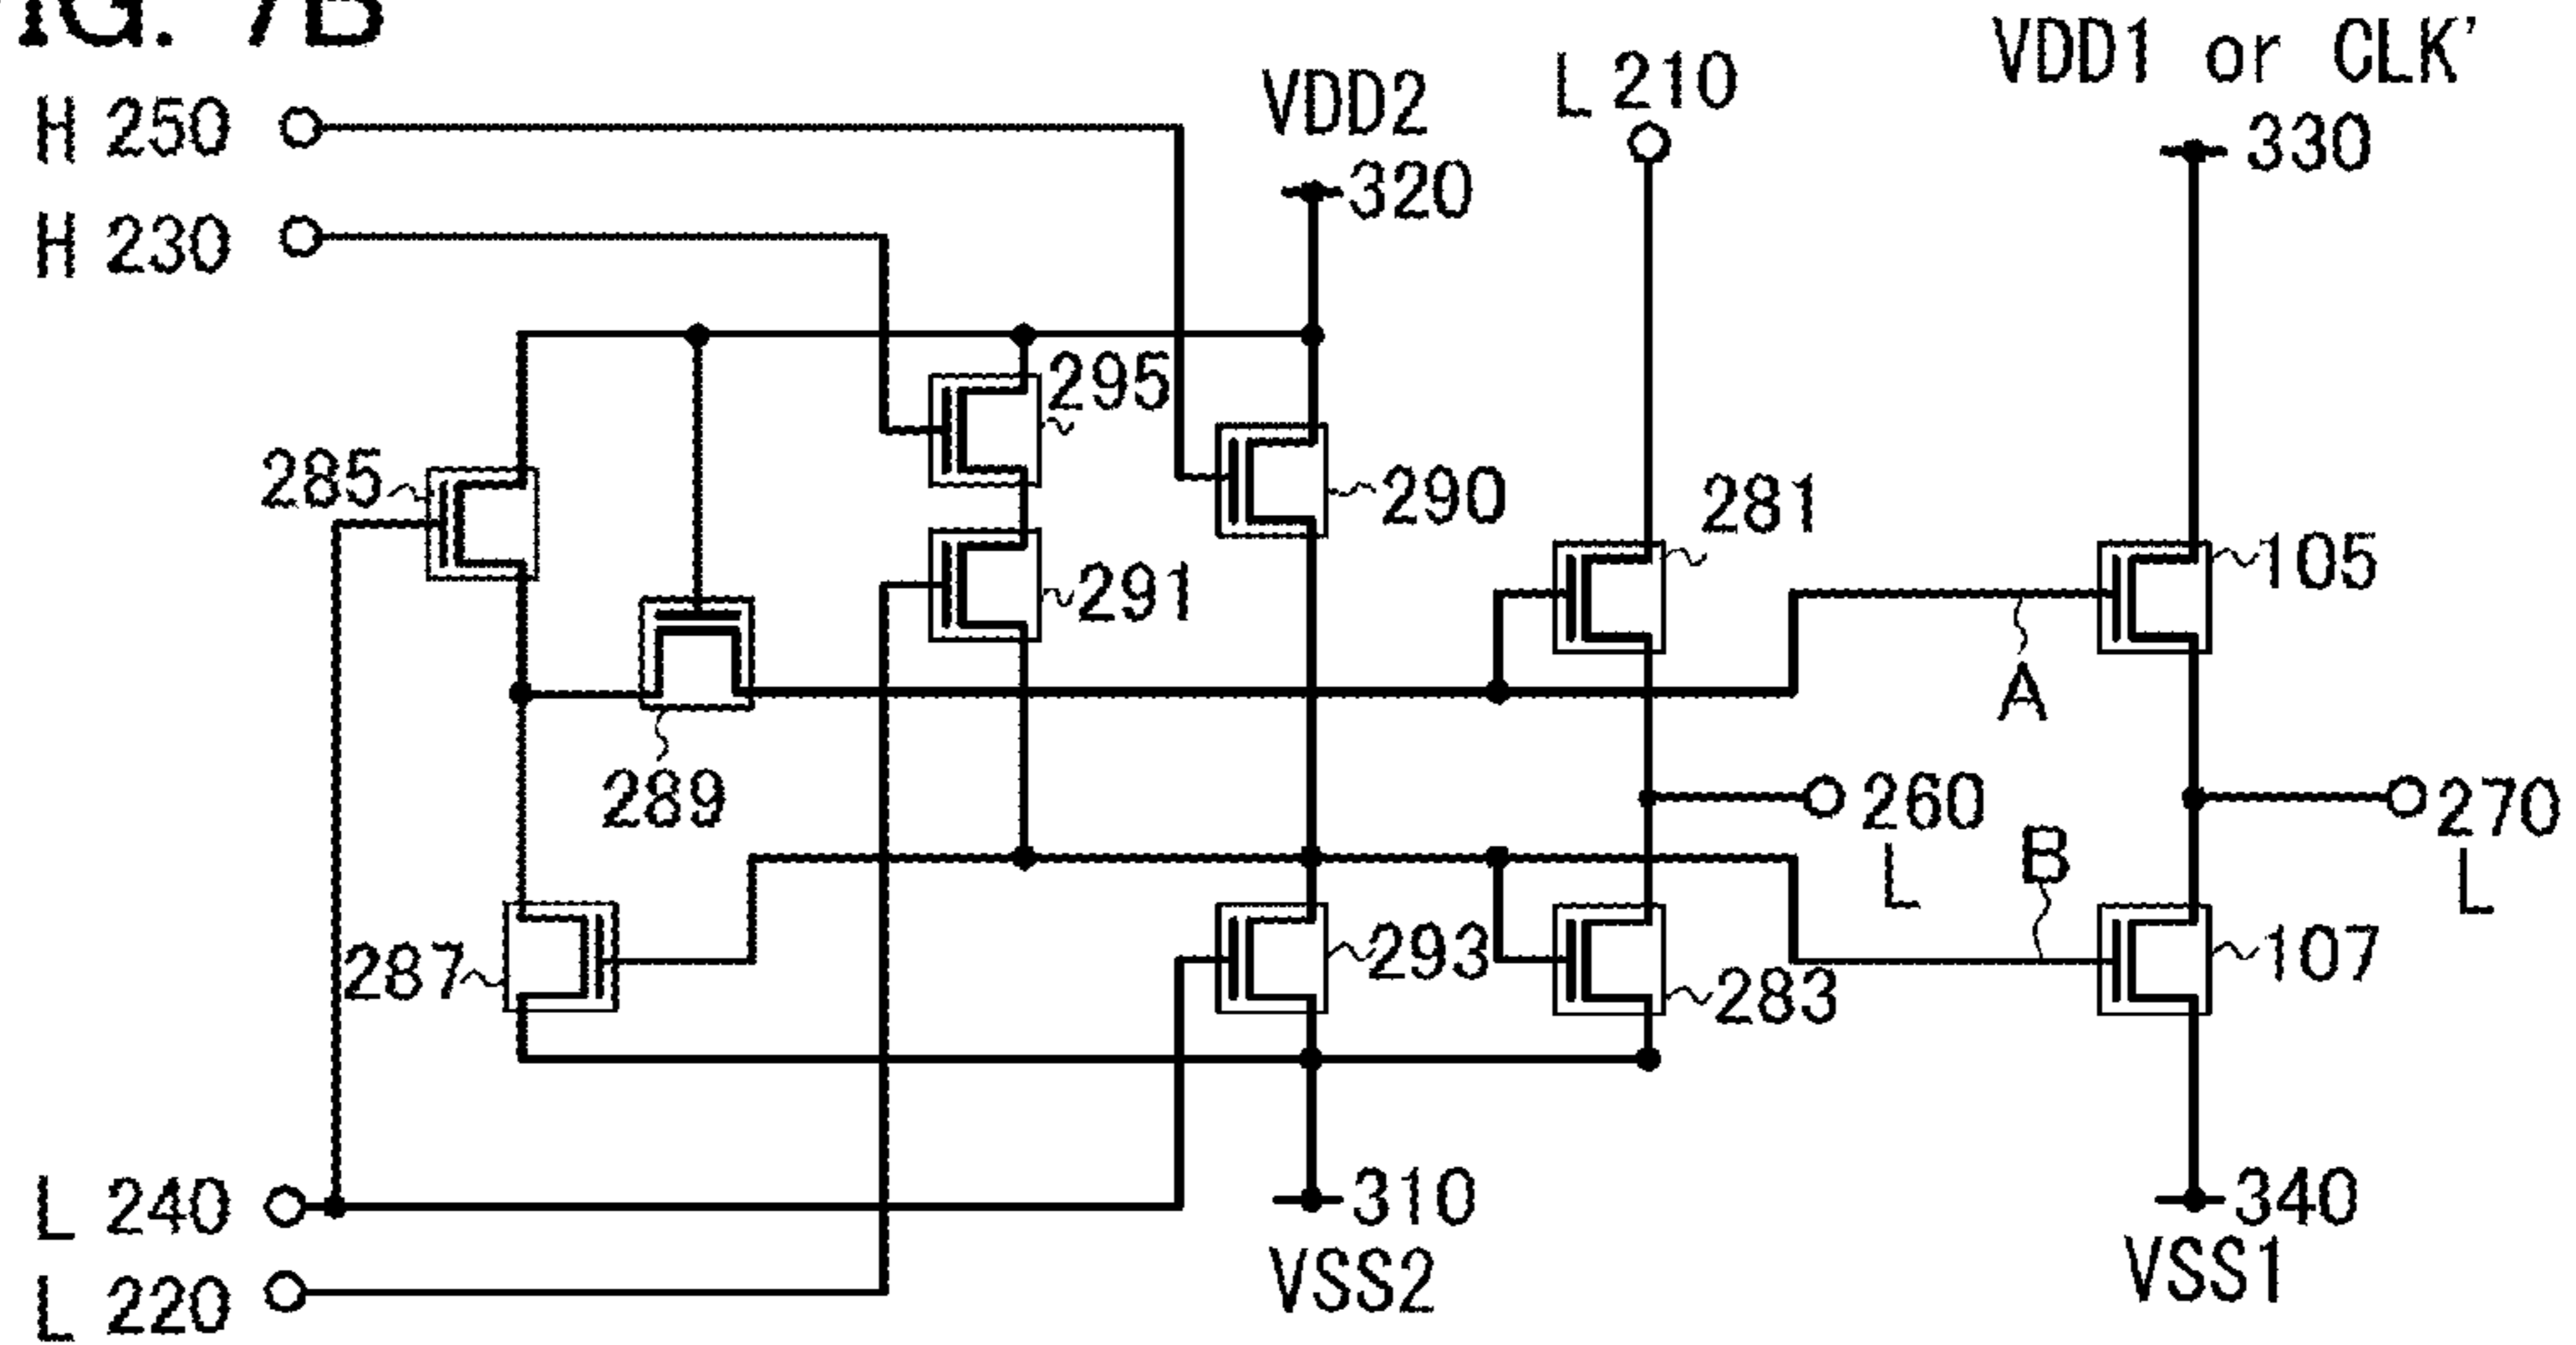 FIG. 7B
VDD1 or CLK'
330
L 210
VDD2
320
H 250
H 230
295
285
290
281
105
291
A
289
260
L
270
L
B
287
293
283
107
L 240
310
VSS2
340
VSS1
L 220